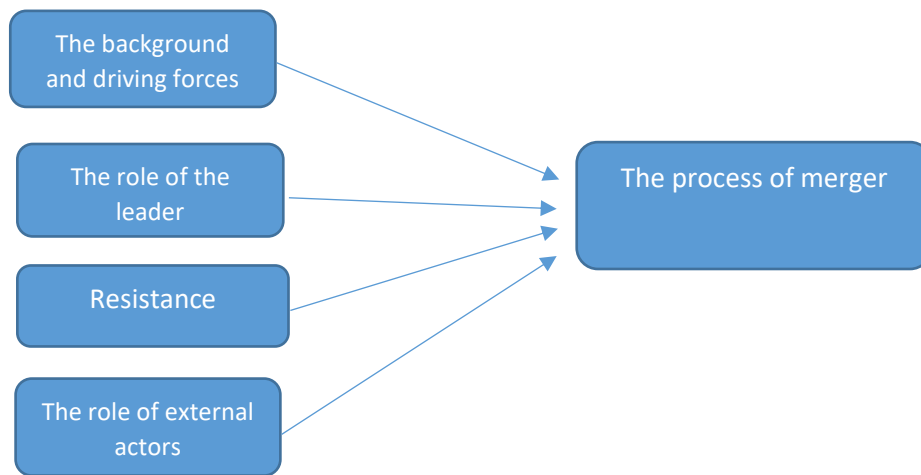 The background
and driving forces
The role of the
leader
The process of merger
Resistance
The role of external
actors